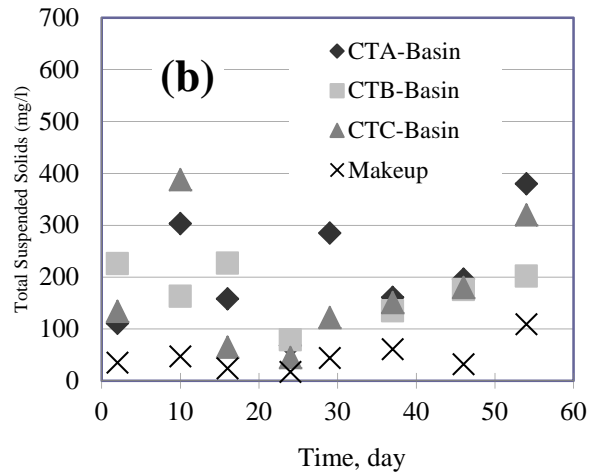 700
600
500
400
300
200
100
0
Total Suspended Solids (mg/l)
(b)
CTA-Basin
CTB-Basin
CTC-Basin
Makeup
0 10 20 30 40 50 60
Time, day